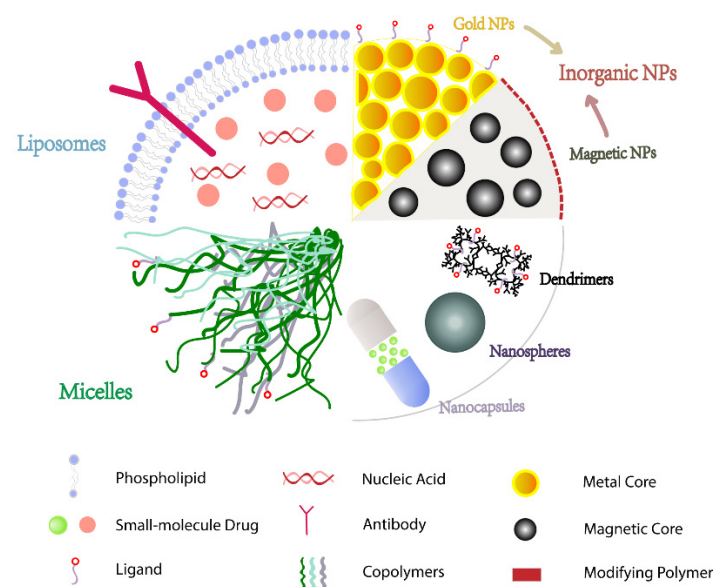 Gold NPs
Inorganic NPs
Liposomes
Magnetic NPs
Dendrimers
Nanospheres
Micelles
Nanocapsules
Phospholipid
Nucleic Acid
Metal Core
Small-molecule Drug
Antibody
Magnetic Core
Ligand
Copolymers
Modifying Polymer